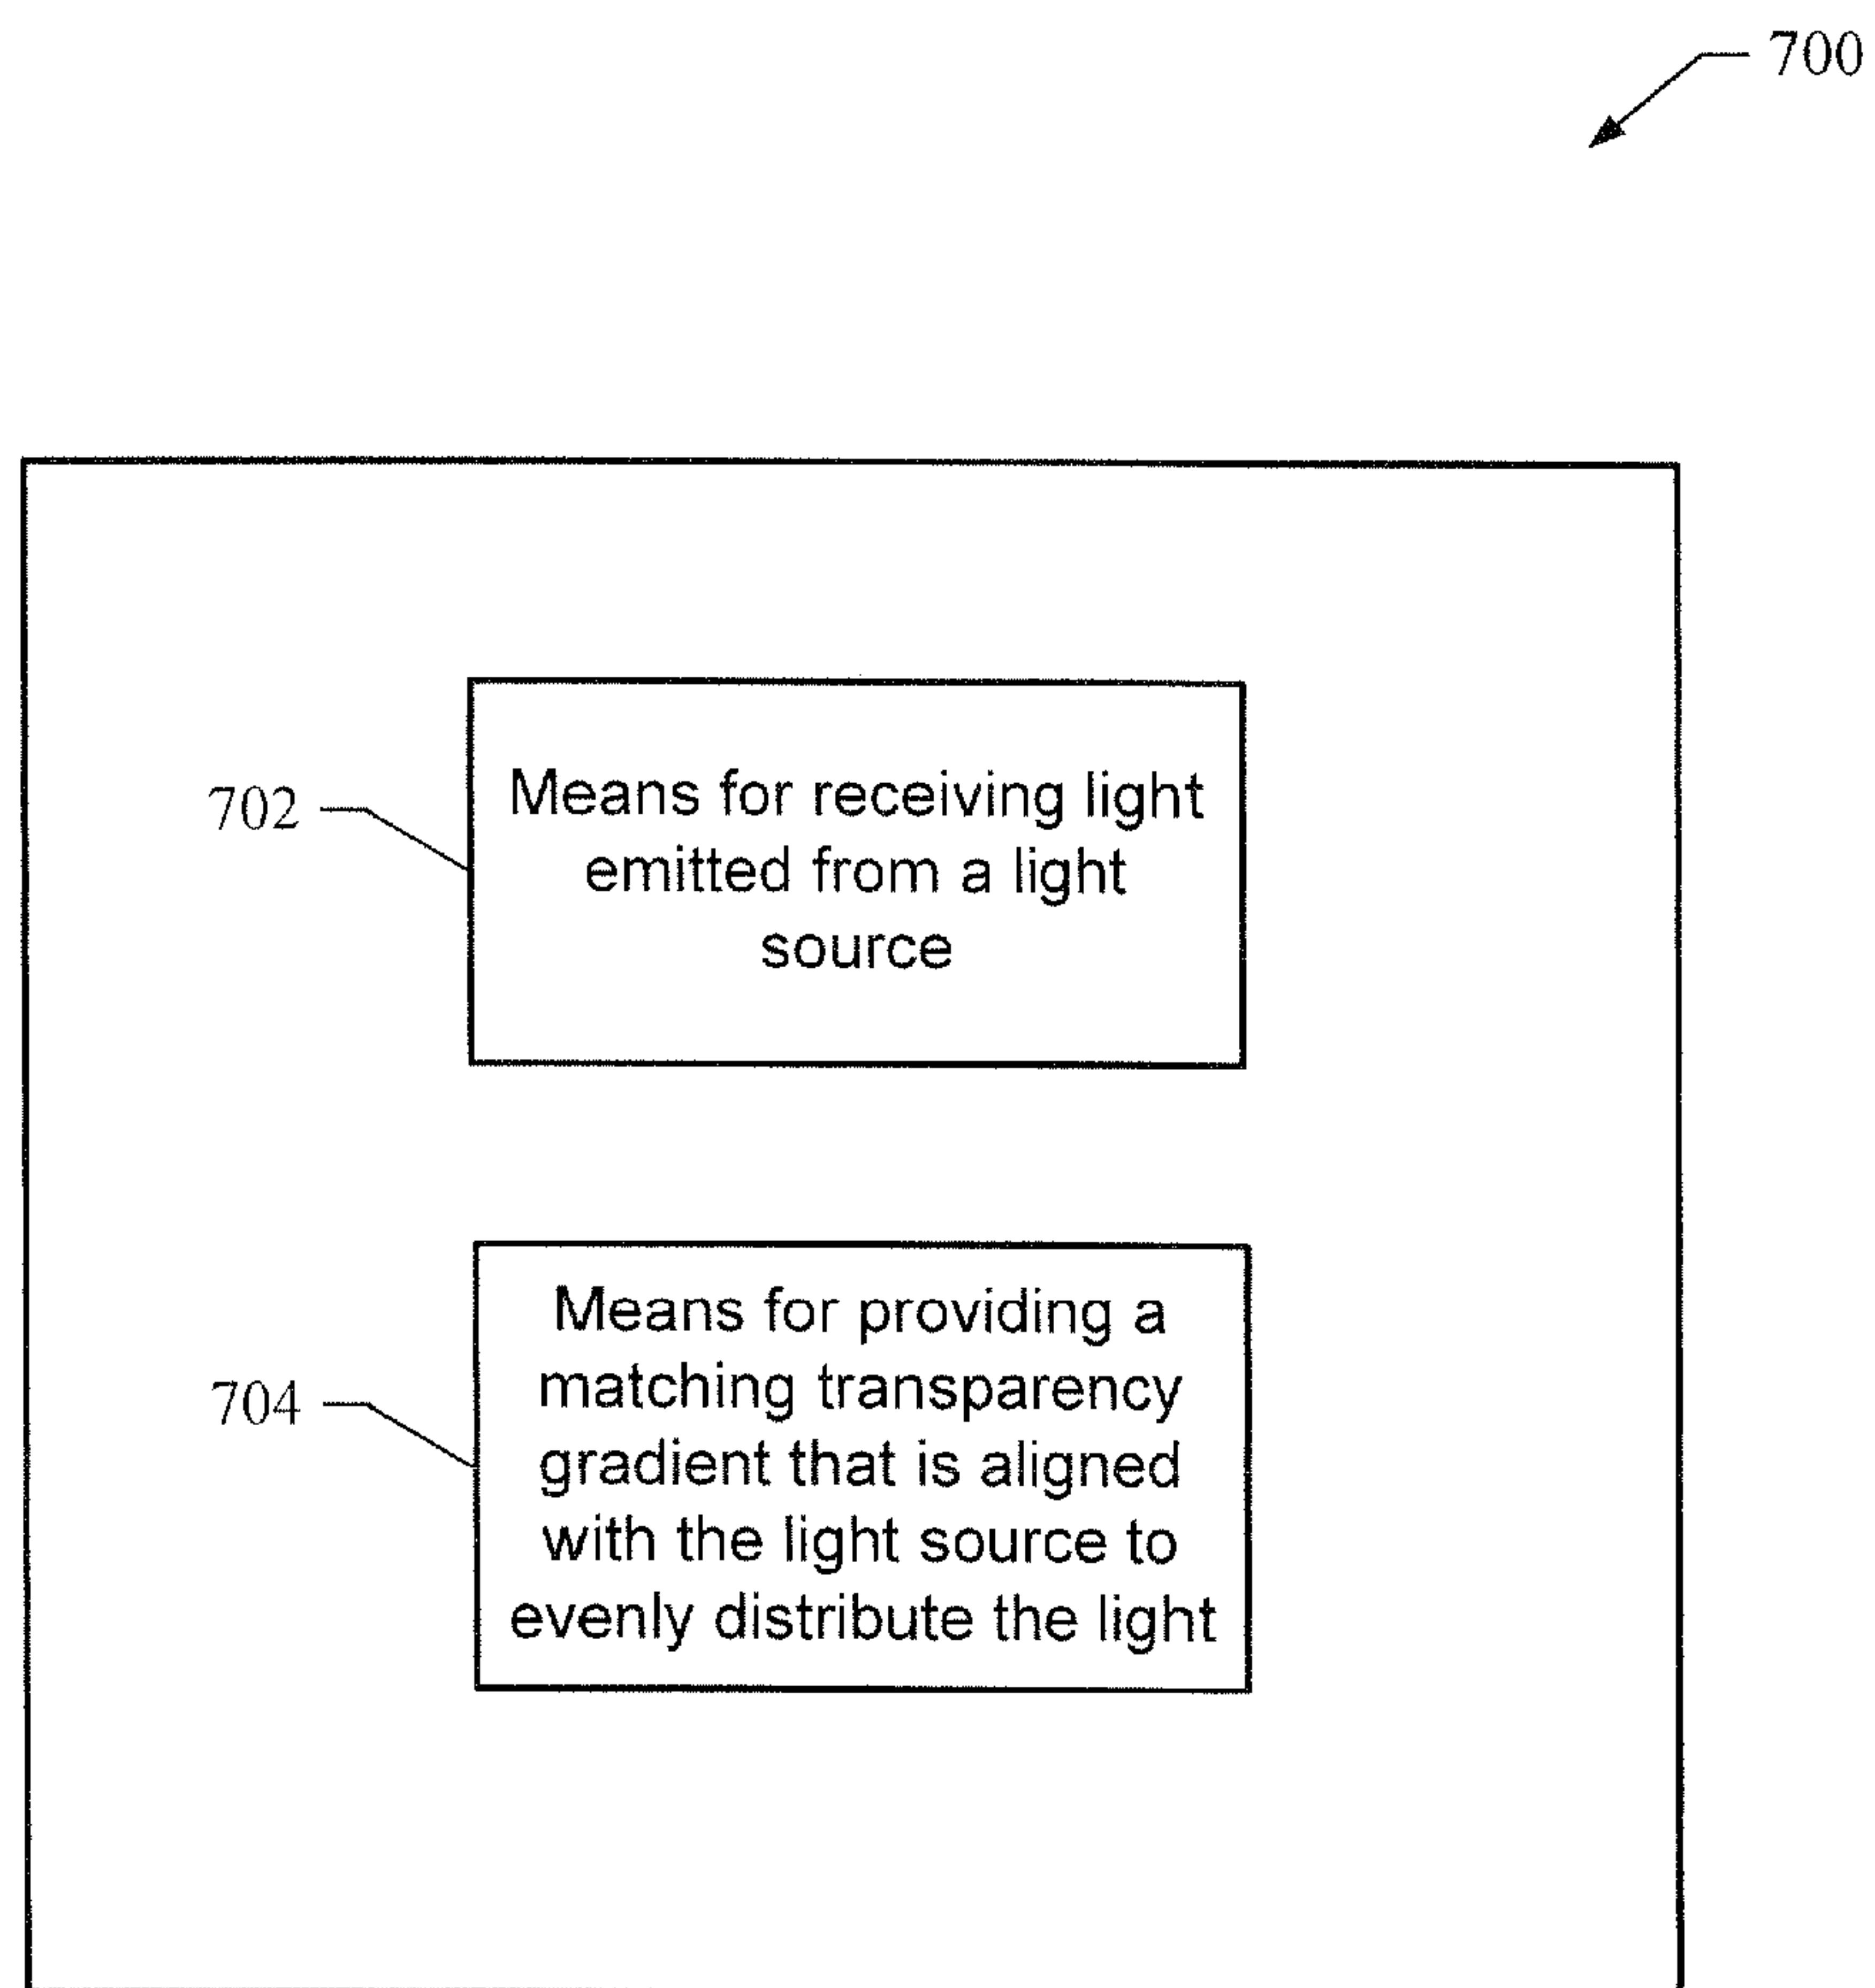 700
702
Means for receiving light
emitted from a light
source
704
Means for providing a
matching transparency
gradient that is aligned
with the light source to
evenly distribute the light